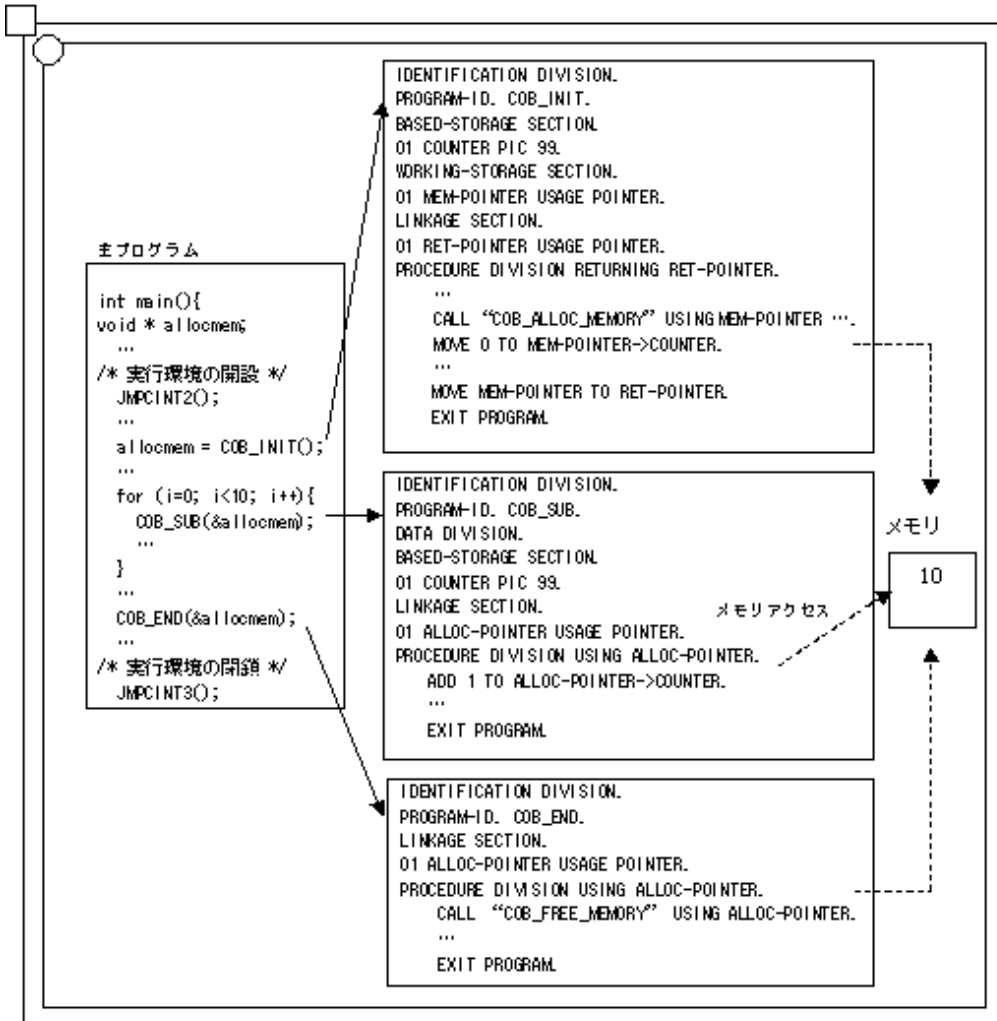 主プログラム
int main(){
void * allocmem;
…
/* 実行環境の開設 */
JMPCINT2();
…
allocmem = COB_INIT();
…
for (i=0; i<10; i++){
COB_SUB(&allocmem);
…
}
…
COB_END(&allocmem);
…
/* 実行環境の閉鎖 */
JMPCINT3();
IDENTIFICATION DIVISION.
PROGRAM-ID. COB_INIT.
BASED-STORAGE SECTION.
01 COUNTER PIC 99.
WORKING-STORAGE SECTION.
01 MEM-POINTER USAGE POINTER.
LINKAGE SECTION.
01 RET-POINTER USAGE POINTER.
PROCEDURE DIVISION RETURNING RET-POINTER.
…
CALL “COB_ALLOC_MEMORY” USING MEM-POINTER ….
MOVE 0 TO MEM-POINTER->COUNTER.
…
MOVE MEM-POINTER TO RET-POINTER.
EXIT PROGRAM.
IDENTIFICATION DIVISION.
PROGRAM-ID. COB_SUB.
DATA DIVISION.
BASED-STORAGE SECTION.
01 COUNTER PIC 99.
LINKAGE SECTION.
01 ALLOC-POINTER USAGE POINTER.
PROCEDURE DIVISION USING ALLOC-POINTER.
ADD 1 TO ALLOC-POINTER->COUNTER.
…
EXIT PROGRAM.
メモリアクセス
メモリ
10
IDENTIFICATION DIVISION.
PROGRAM-ID. COB_END.
LINKAGE SECTION.
01 ALLOC-POINTER USAGE POINTER.
PROCEDURE DIVISION USING ALLOC-POINTER.
CALL “COB_FREE_MEMORY” USING ALLOC-POINTER.
…
EXIT PROGRAM.